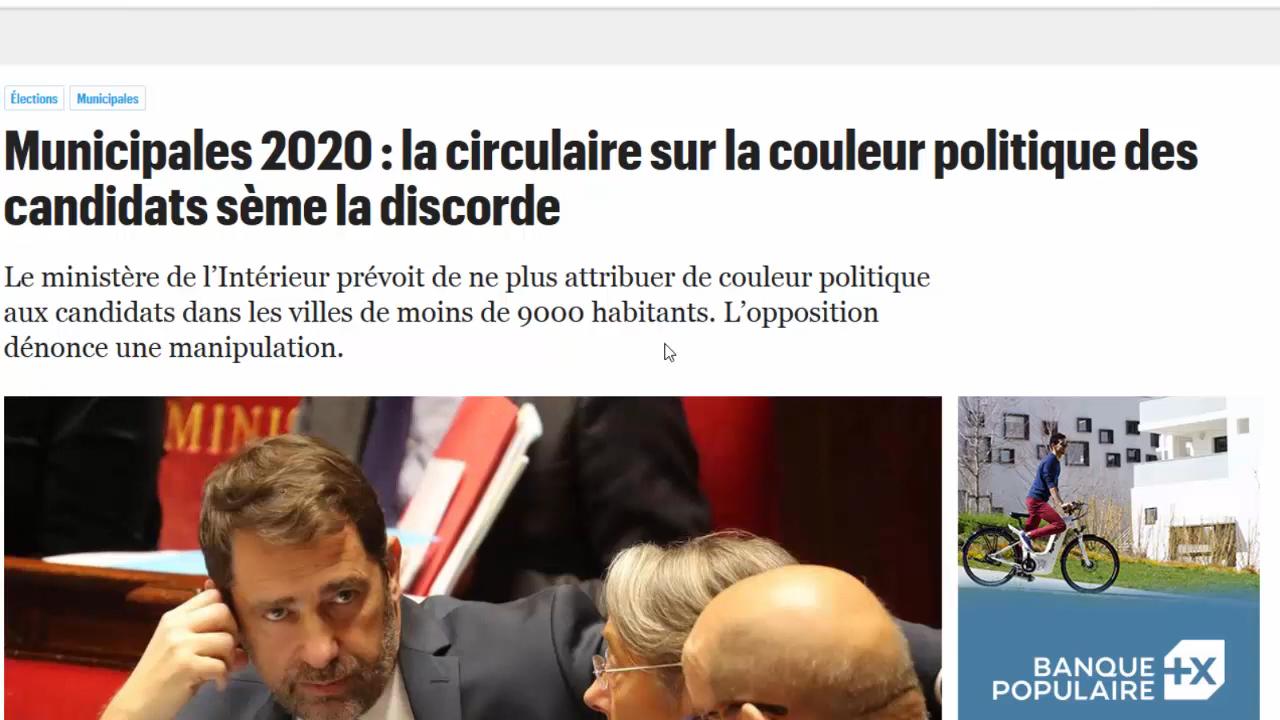 Élections Municipales
Municipales 2020 : la circulaire sur la couleur politique des
candidats sème la discorde
Le ministère de l’Intérieur prévoit de ne plus attribuer de couleur politique
aux candidats dans les villes de moins de 9000 habitants. L’opposition
dénonce une manipulation.
MINI
BANQUE
POPULAIRE